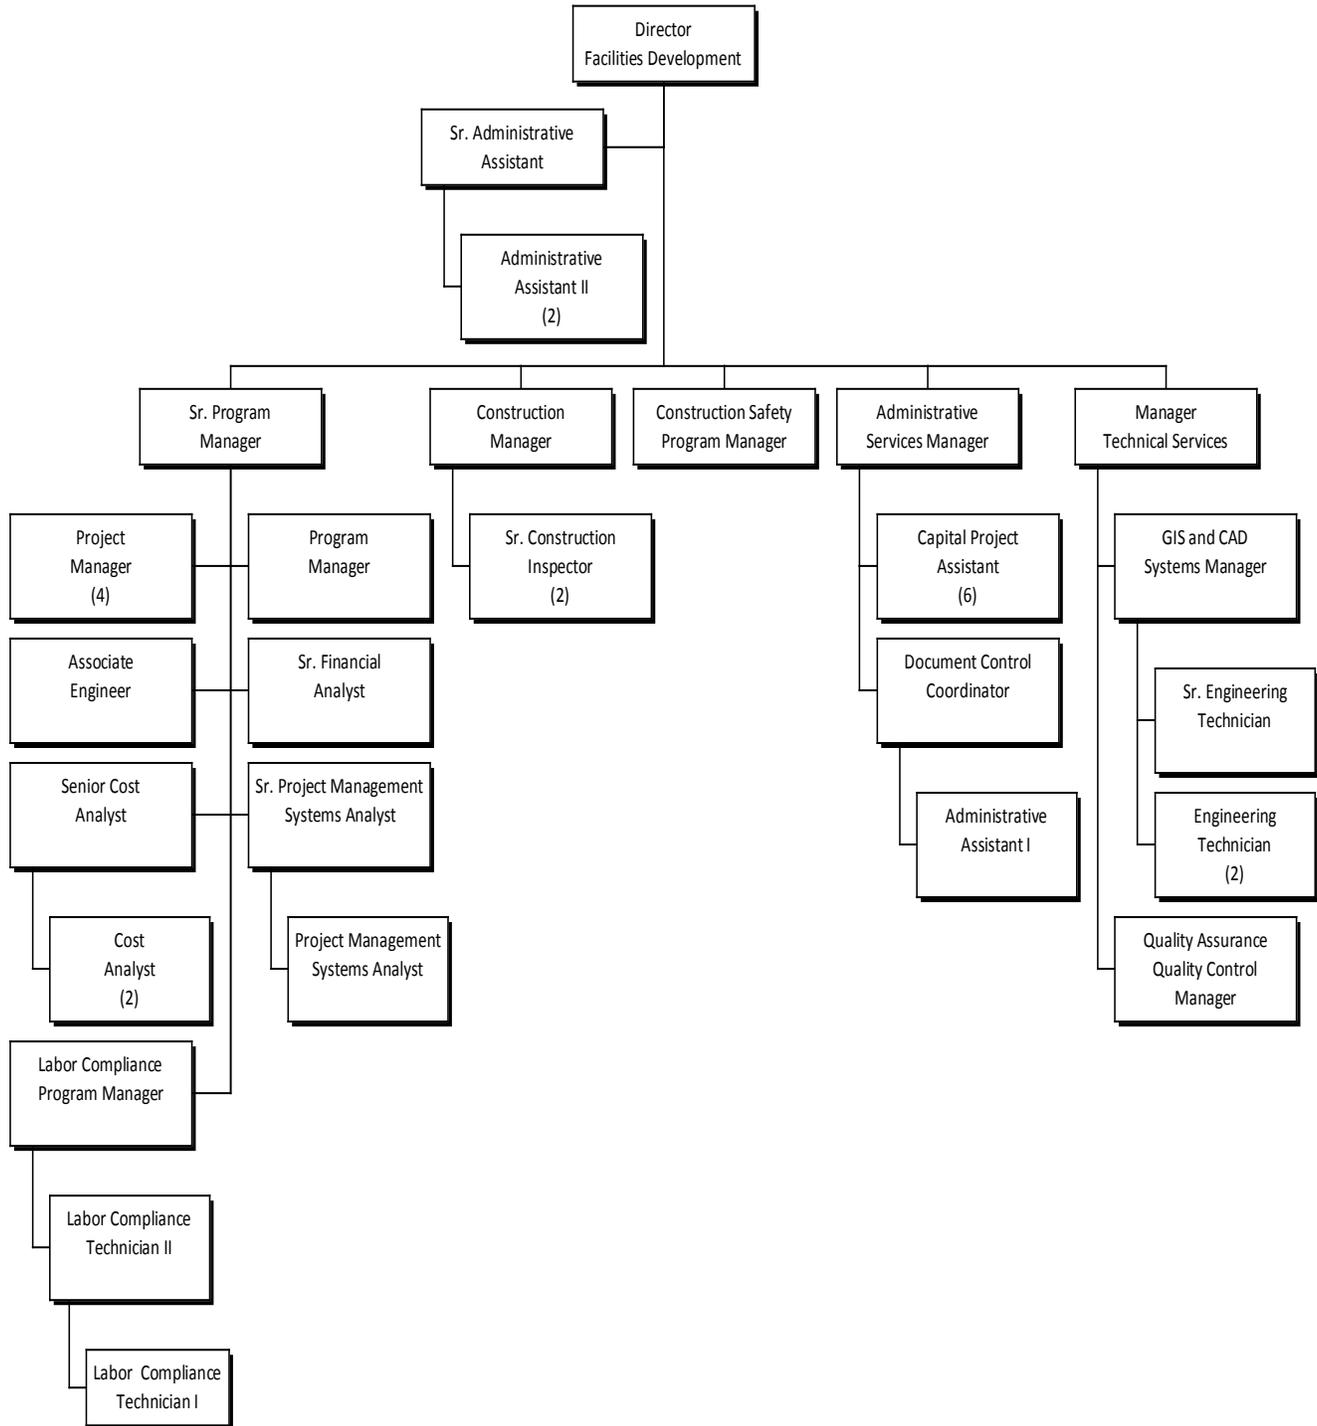 Director
Facilities Development
Sr. Administrative
Assistant
Administrative
Assistant II
(2)
Sr. Program
Manager
Construction
Manager
Construction Safety
Program Manager
Administrative
Services Manager
Manager
Technical Services
Project
Manager
(4)
Program
Manager
Sr. Construction
Inspector
(2)
Capital Project
Assistant
(6)
GIS and CAD
Systems Manager
Associate
Engineer
Sr. Financial
Analyst
Document Control
Coordinator
Sr. Engineering
Technician
Senior Cost
Analyst
Sr. Project Management
Systems Analyst
Administrative
Assistant I
Engineering
Technician
(2)
Cost
Analyst
(2)
Project Management
Systems Analyst
Quality Assurance
Quality Control
Manager
Labor Compliance
Program Manager
Labor Compliance
Technician II
Labor Compliance
Technician I